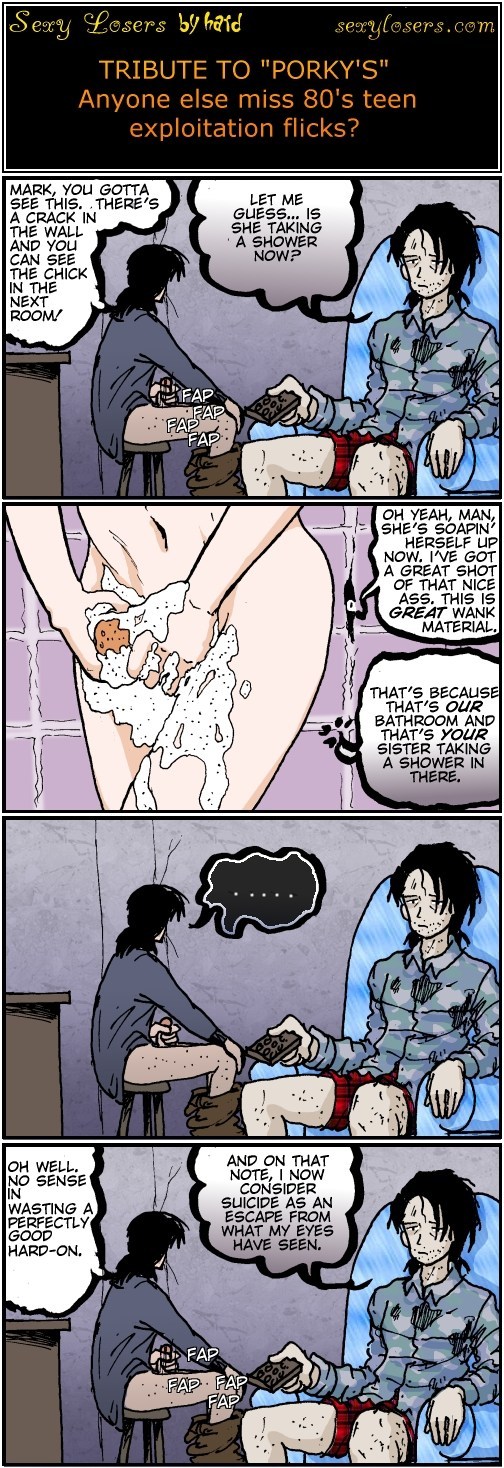 Sexy Losers by hard
sexylosers.com
TRIBUTE TO "PORKY'S"
Anyone else miss 80's teen
exploitation flicks?
MARK, YOU GOTTA
SEE THIS. THERE'S
A CRACK IN
THE WALL
AND YOU
CAN SEE
THE CHICK
IN THE
NEXT
ROOM!
LET ME
GUESS... IS
SHE TAKING
A SHOWER
NOW?
FAP
FAP
FAP
FAP
OH YEAH, MAN,
SHE'S SOAPIN'
HERSELF UP
NOW. I'VE GOT
A GREAT SHOT
OF THAT NICE
ASS. THIS IS
GREAT WANK
MATERIAL.
THAT'S BECAUSE
THAT'S OUR
BATHROOM AND
THAT'S YOUR
SISTER TAKING
A SHOWER IN
THERE.
.....
OH WELL.
NO SENSE
IN
WASTING A
PERFECTLY
GOOD
HARD-ON.
AND ON THAT
NOTE, I NOW
CONSIDER
SUICIDE AS AN
ESCAPE FROM
WHAT MY EYES
HAVE SEEN.
FAP
FAP
FAP
FAP